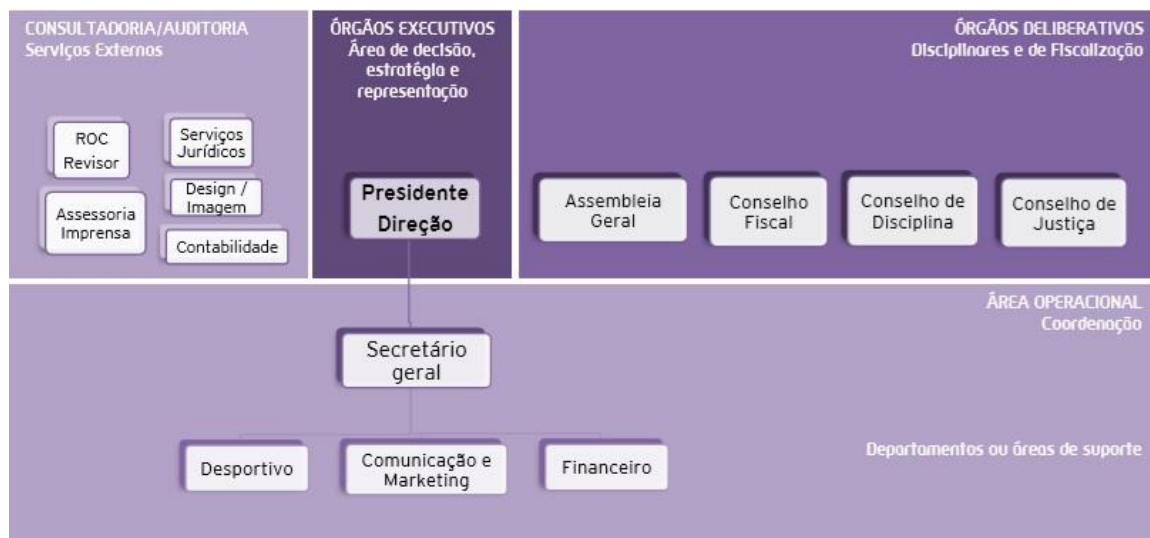 CONSULTADORIA/AUDITORIA
Serviços Externos
ROC
Revisor
Serviços
Jurídicos
Assessoria
Imprensa
Design /
Imagem
Contabilidade
ÓRGÃOS EXECUTIVOS
Área de decisão,
estratégia e
representação
Presidente
Direção
ÓRGÃOS DELIBERATIVOS
Disciplinares e de Fiscalização
Assembleia
Geral
Conselho
Fiscal
Conselho de
Disciplina
Conselho de
Justiça
ÁREA OPERACIONAL
Coordenação
Secretário
geral
Departamentos ou áreas de suporte
Desportivo
Comunicação e
Marketing
Financeiro